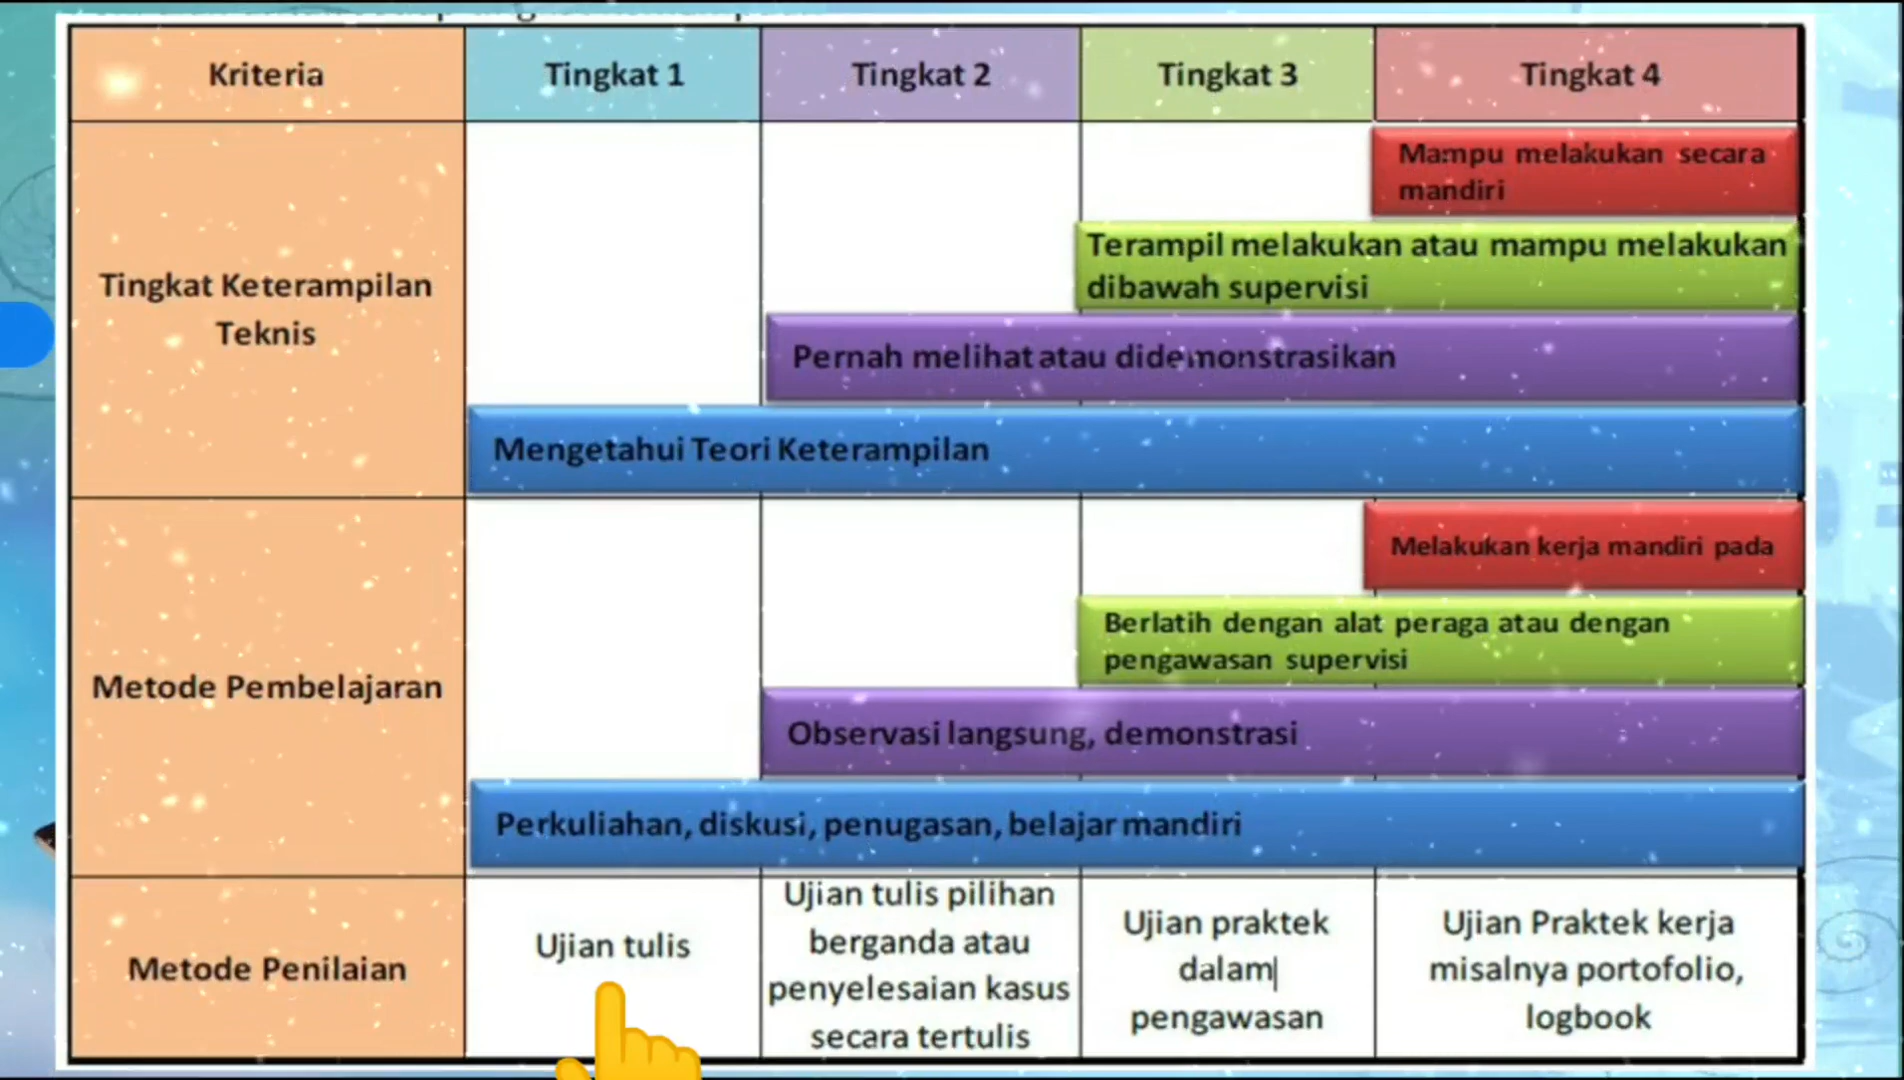 Kriteria
Tingkat 1
Tingkat 2
Tingkat 3
Tingkat 4
Tingkat Keterampilan
Teknis
Mampu melakukan secara
mandiri
Terampil melakukan atau mampu melakukan
dibawah supervisi
Pernah melihat atau didemonstrasikan
Mengetahui Teori Keterampilan
Metode Pembelajaran
Melakukan kerja mandiri pada
Berlatih dengan alat peraga atau dengan
pengawasan supervisi
Observasi langsung, demonstrasi
Perkuliahan, diskusi, penugasan, belajar mandiri
Metode Penilaian
Ujian tulis
Ujian tulis pilihan
berganda atau
penyelesaian kasus
secara tertulis
Ujian praktek
dalam
pengawasan
Ujian Praktek kerja
misalnya portofolio,
logbook